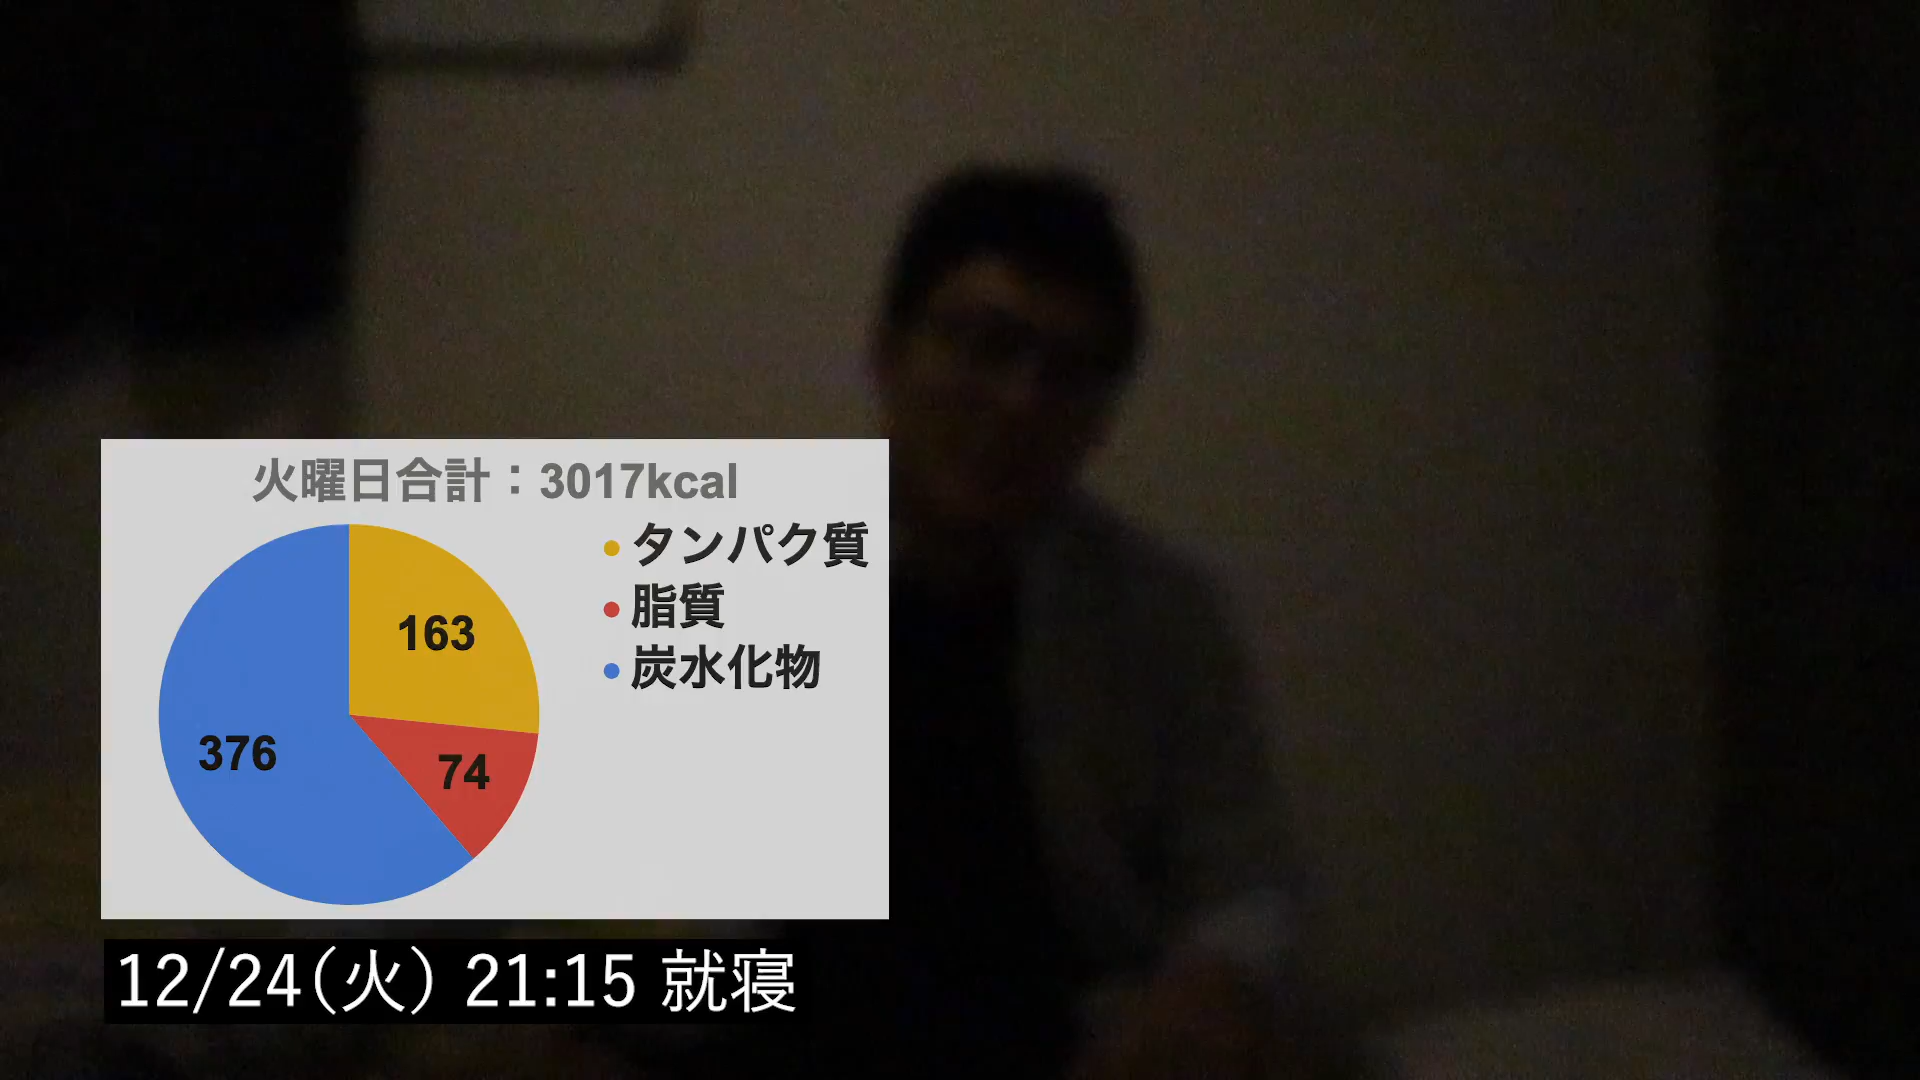 火曜日合計：3017kcal
タンパク質
脂質
炭水化物
163
74
376
12/24（火） 21:15 就寝